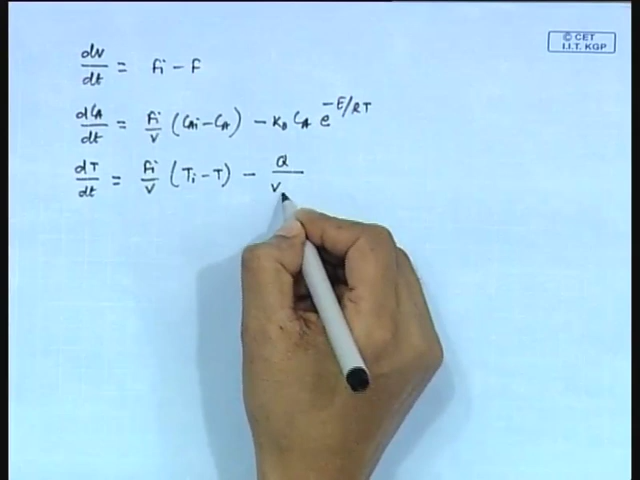 © CET
I.I.T. KGP
dV/dt = Fi - F
dCA/dt = Fi/V (CAi - CA) - K0 CA e^-E/RT
dT/dt = Fi/V (Ti - T) - Q/V